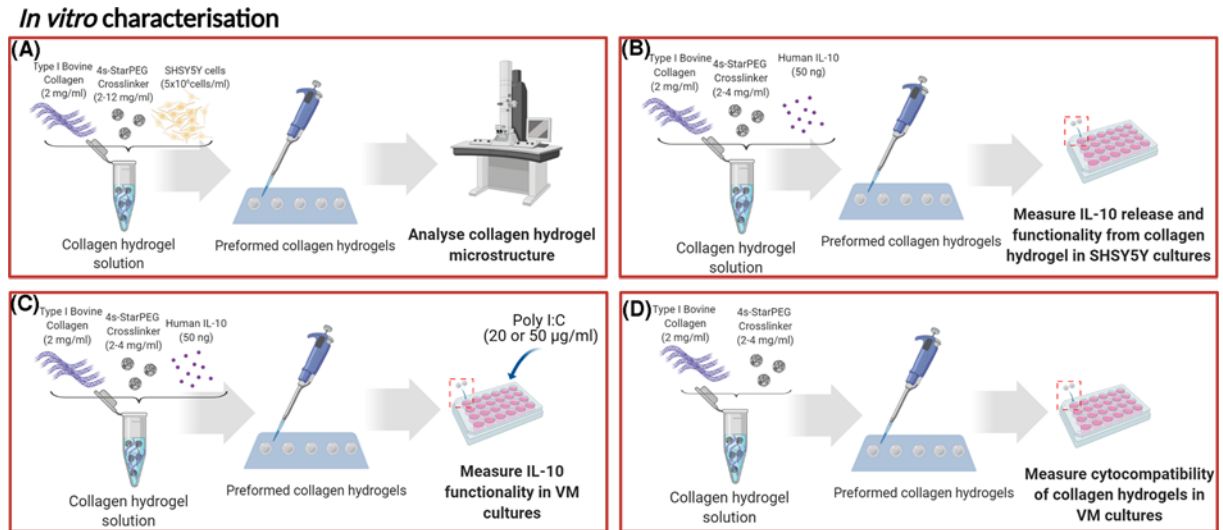 In vitro characterisation
(A)
Type I Bovine
Collagen
(2 mg/ml)
4s-StarPEG
Crosslinker
(2-12 mg/ml)
SHSY5Y cells
(5x10⁶cells/ml)
Collagen hydrogel
solution
Preformed collagen hydrogels
Analyse collagen hydrogel
microstructure
(B)
Type I Bovine
Collagen
(2 mg/ml)
4s-StarPEG
Crosslinker
(2-4 mg/ml)
Human IL-10
(50 ng)
Collagen hydrogel
solution
Preformed collagen hydrogels
Measure IL-10 release and
functionality from collagen
hydrogel in SHSY5Y cultures
(C)
Type I Bovine
Collagen
(2 mg/ml)
4s-StarPEG
Crosslinker
(2-4 mg/ml)
Human IL-10
(50 ng)
Poly I:C
(20 or 50 µg/ml)
Collagen hydrogel
solution
Preformed collagen hydrogels
Measure IL-10
functionality in VM
cultures
(D)
Type I Bovine
Collagen
(2 mg/ml)
4s-StarPEG
Crosslinker
(2-4 mg/ml)
Collagen hydrogel
solution
Preformed collagen hydrogels
Measure cytocompatibility
of collagen hydrogels in
VM cultures